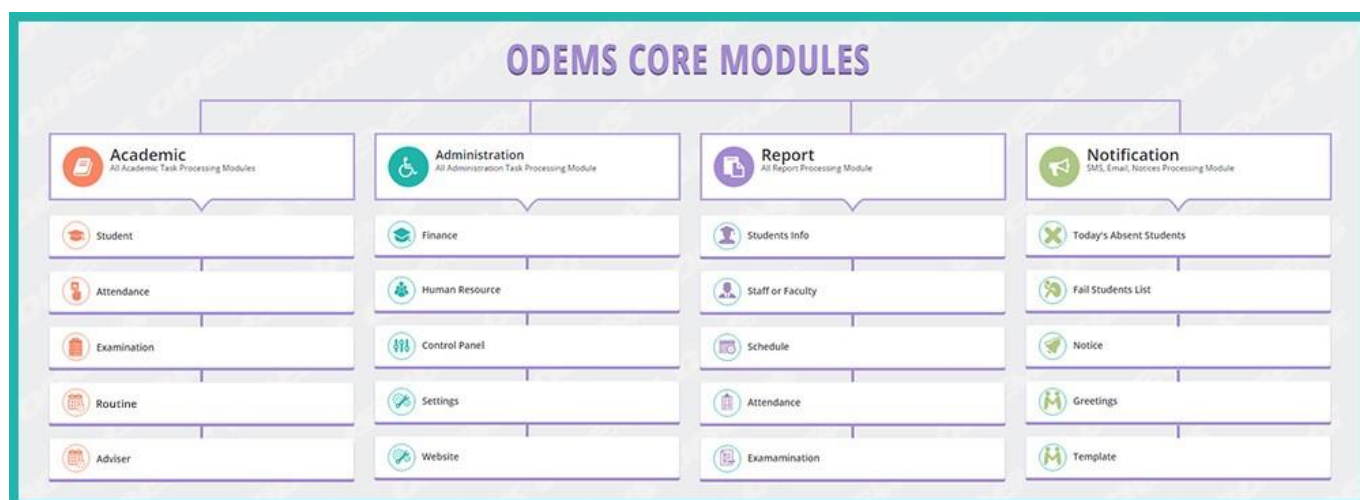 ODEMS CORE MODULES
Academic
All Academic Task Processing Modules
Student
Attendance
Examination
Routine
Adviser
Administration
All Administration Task Processing Module
Finance
Human Resource
Control Panel
Settings
Website
Report
All Report Processing Module
Students Info
Staff or Faculty
Schedule
Attendance
Examamination
Notification
SMS, Email, Notices Processing Module
Today's Absent Students
Fail Students List
Notice
Greetings
Template